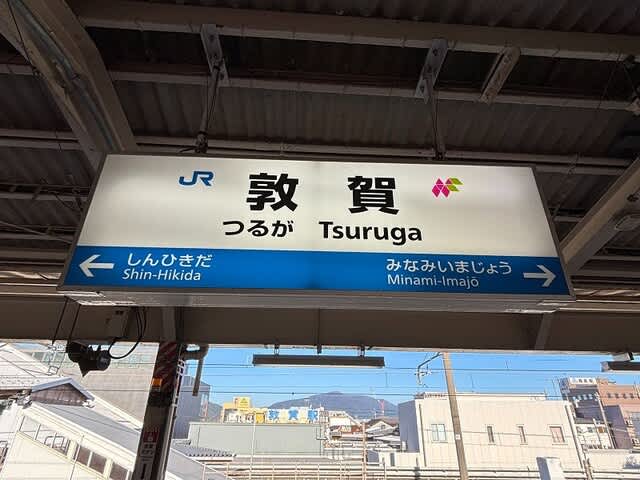 JR 敦賀
つるが Tsuruga
← しんひきだ
Shin-Hikida
みなみいまじょう →
Minami-Imajō
敦賀駅